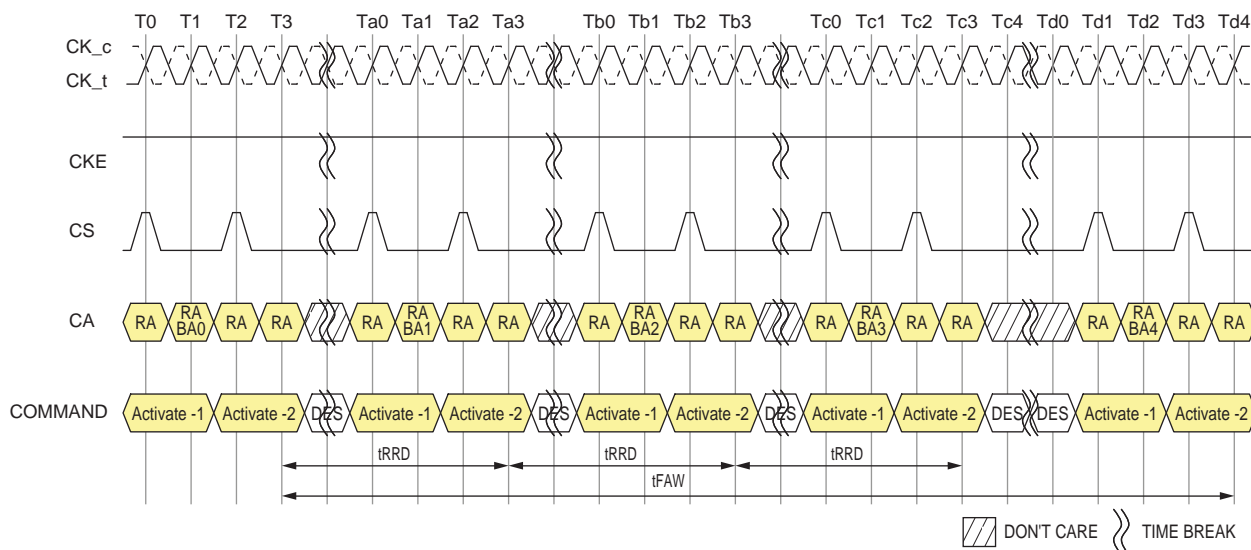 T0 T1 T2 T3 Ta0 Ta1 Ta2 Ta3 Tb0 Tb1 Tb2 Tb3 Tc0 Tc1 Tc2 Tc3 Tc4 Td0 Td1 Td2 Td3 Td4
CK_c
CK_t
CKE
CS
CA RA RA BA0 RA RA RA RA BA1 RA RA RA RA BA2 RA RA RA RA BA3 RA RA RA RA BA4 RA RA
COMMAND Activate -1 Activate -2 DES Activate -1 Activate -2 DES Activate -1 Activate -2 DES Activate -1 Activate -2 DES DES Activate -1 Activate -2
tRRD tRRD tRRD
tFAW
DON'T CARE TIME BREAK